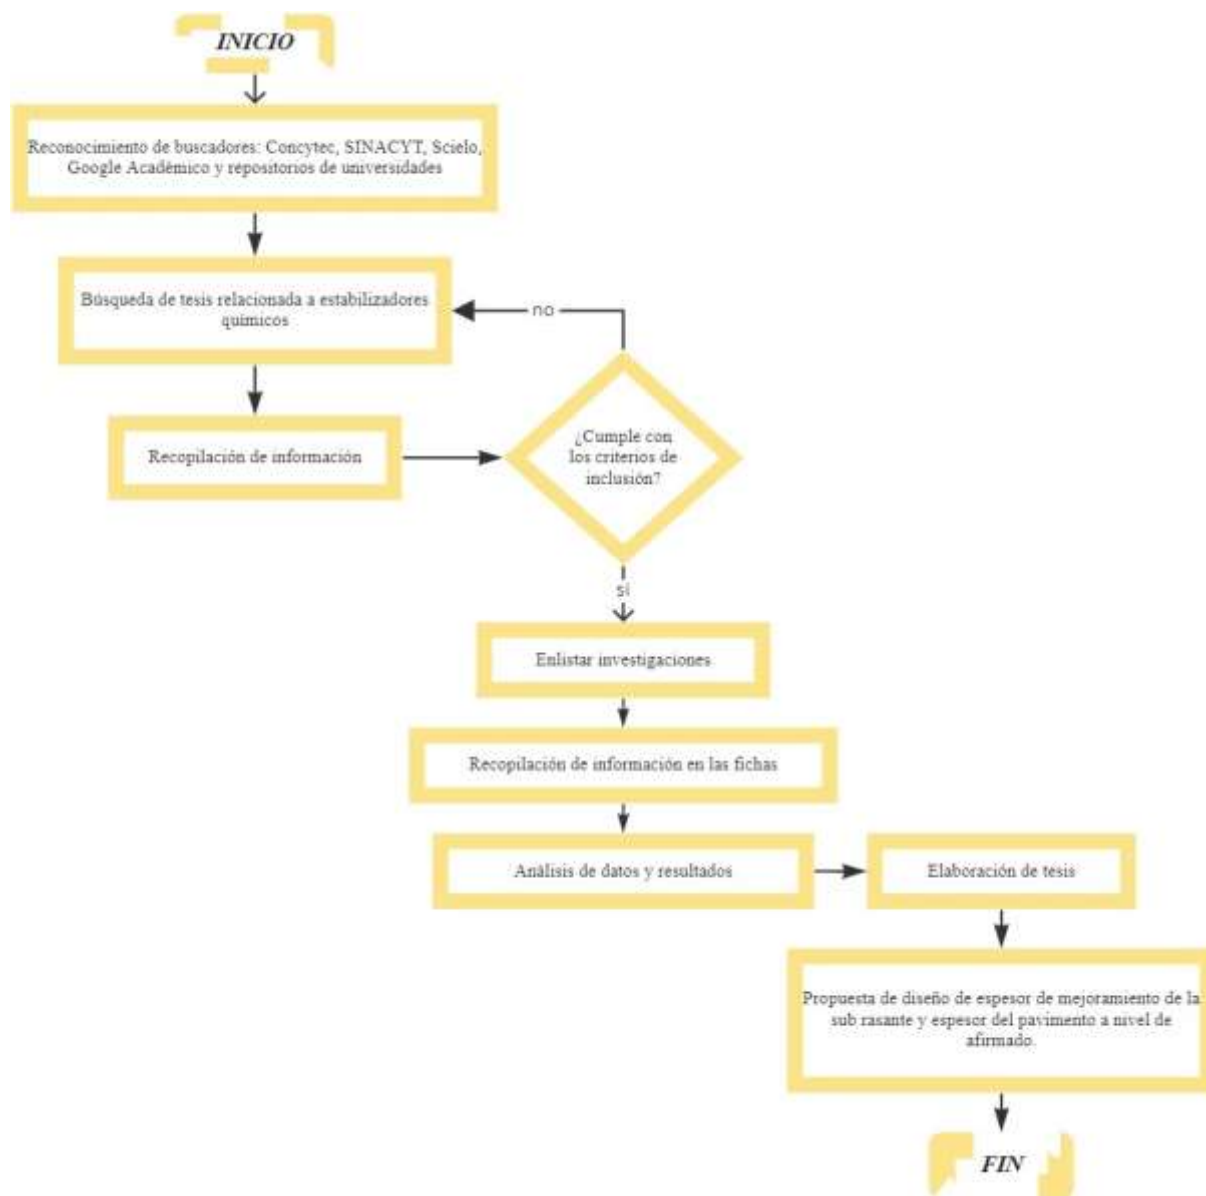 INICIO
Reconocimiento de buscadores: Concytec, SINACYT, Scielo,
Google Académico y repositorios de universidades
Búsqueda de tesis relacionada a estabilizadores
químicos
no
Recopilación de información
¿Cumple con
los criterios de
inclusión?
si
Enlistar investigaciones
Recopilación de información en las fichas
Análisis de datos y resultados
Elaboración de tesis
Propuesta de diseño de espesor de mejoramiento de la
sub rasante y espesor del pavimento a nivel de
afirmado.
FIN